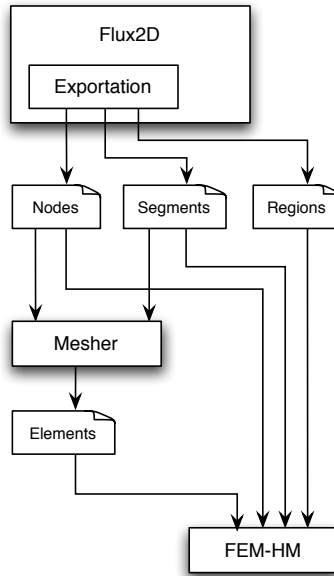 Flux2D
Exportation
Nodes
Segments
Regions
Mesher
Elements
FEM-HM